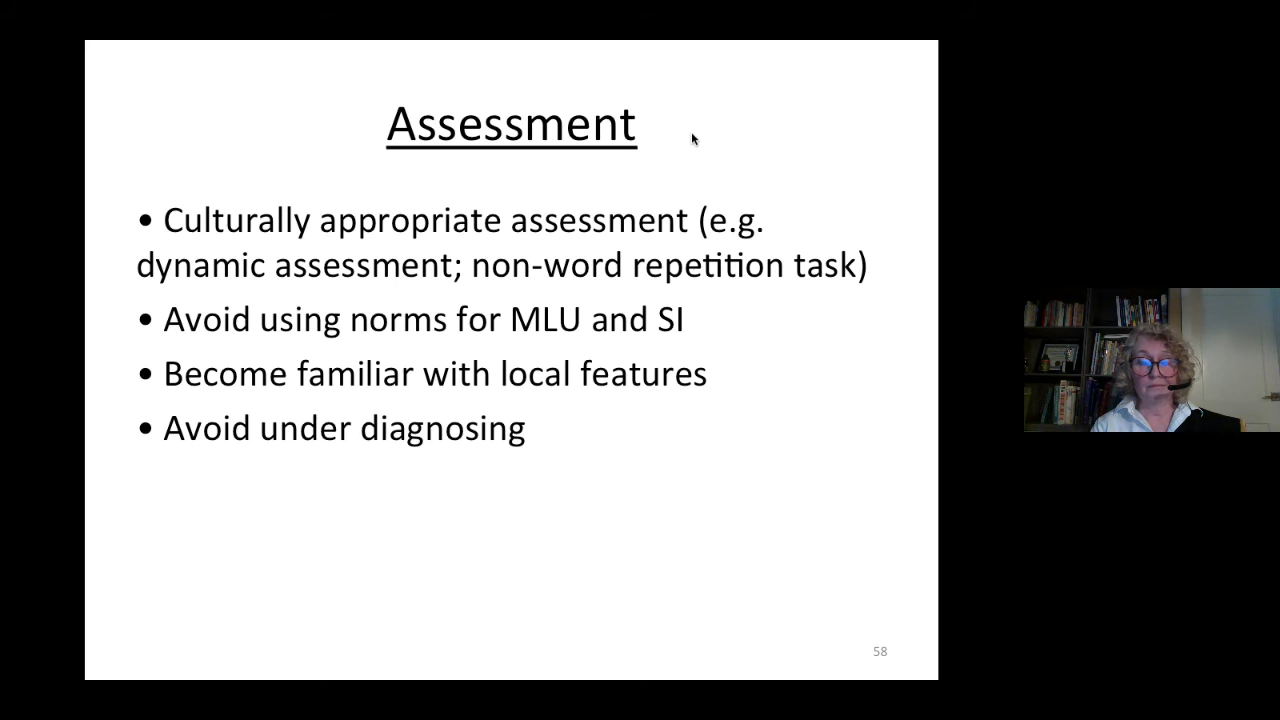 Assessment
• Culturally appropriate assessment (e.g.
dynamic assessment; non-word repetition task)
• Avoid using norms for MLU and SI
• Become familiar with local features
• Avoid under diagnosing
58